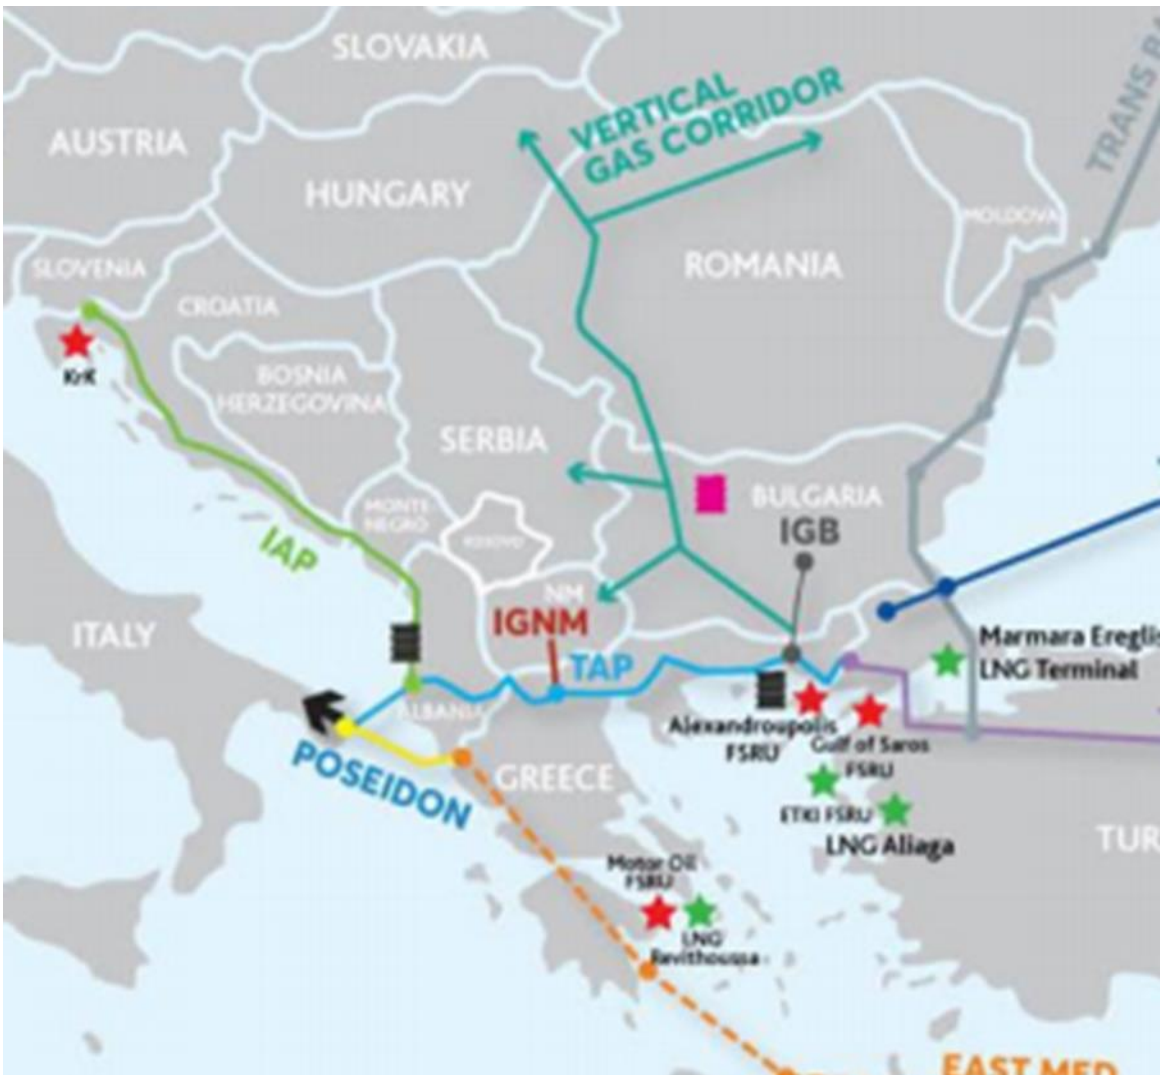 SLOVAKIA
VERTICAL
GAS CORRIDOR
TRANS BA
AUSTRIA
HUNGARY
MOLDOVA
SLOVENIA
ROMANIA
CROATIA
KrK
BOSNIA
HERZEGOVINA
SERBIA
BULGARIA
MONTE
NEGRO
KOSOVO
IGB
IAP
NM
IGNM
ITALY
Marmara Ereglis
LNG Terminal
TAP
ALBANIA
Alexandroupolis
FSRU
Gulf of Saros
FSRU
POSEIDON
GREECE
ETKI FSRU
LNG Aliaga
TUR
Motor Oil
FSRU
LNG
Revithoussa
EAST MED